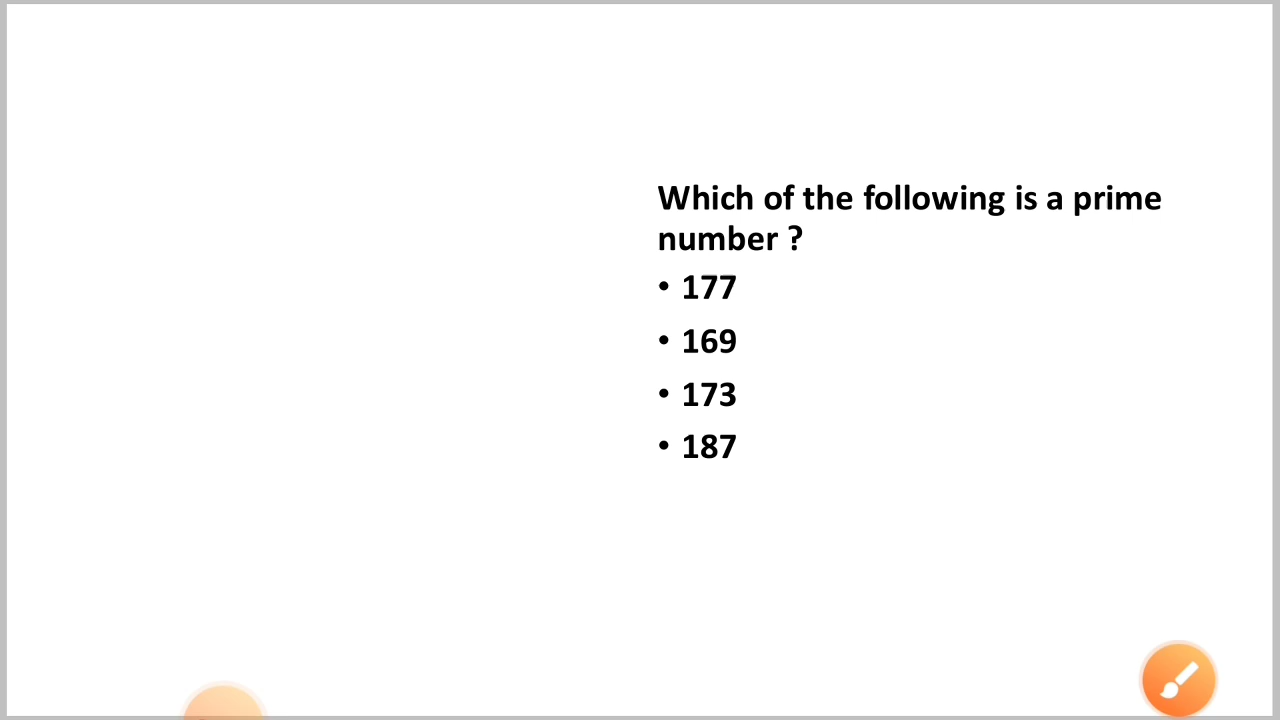 Which of the following is a prime
number ?
• 177
• 169
• 173
• 187